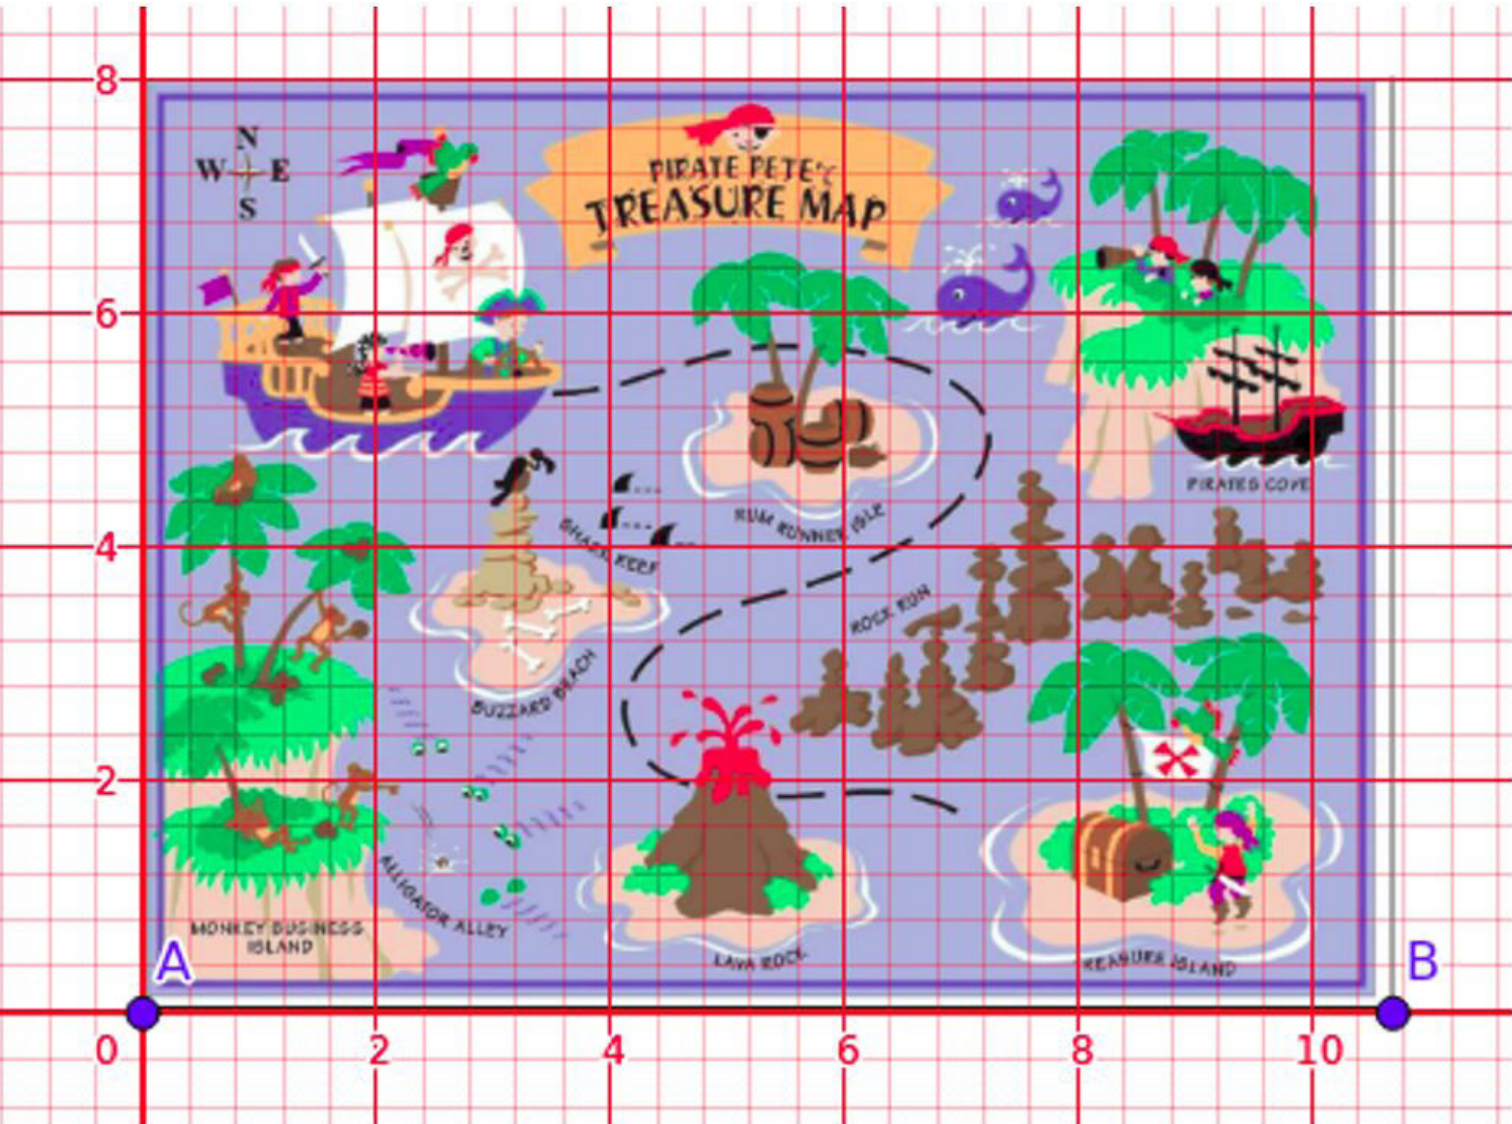 8
N
W E
S
PIRATE PETE'S
TREASURE MAP
6
PIRATES COVE
RUM RUNNER ISLE
SHARK REEF
4
ROCK RUN
BUZZARD BEACH
2
ALLIGATOR ALLEY
MONKEY BUSINESS
ISLAND
LAVA ROCK
TREASURE ISLAND
A
B
0 2 4 6 8 10